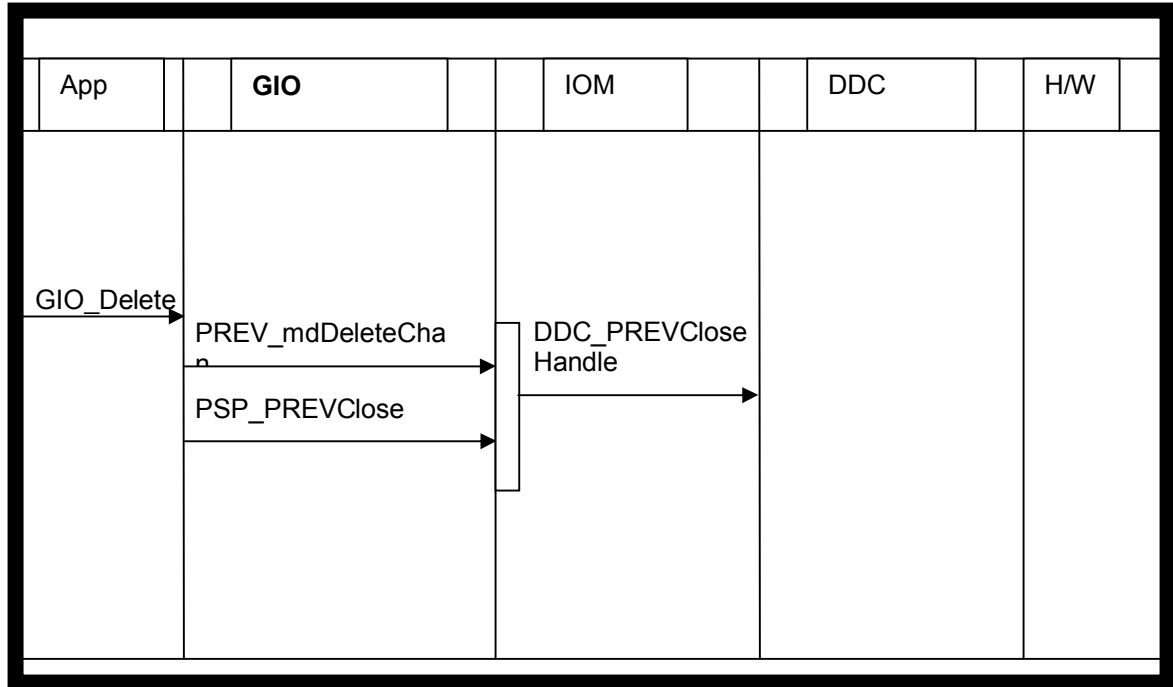 App
GIO
IOM
DDC
H/W
GIO_Delete
PREV_mdDeleteCha
n
PSP_PREVClose
DDC_PREVClose
Handle